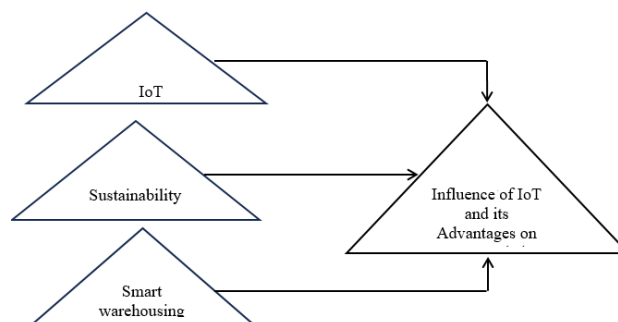 IoT
Sustainability
Smart
warehousing
Influence of IoT
and its
Advantages on